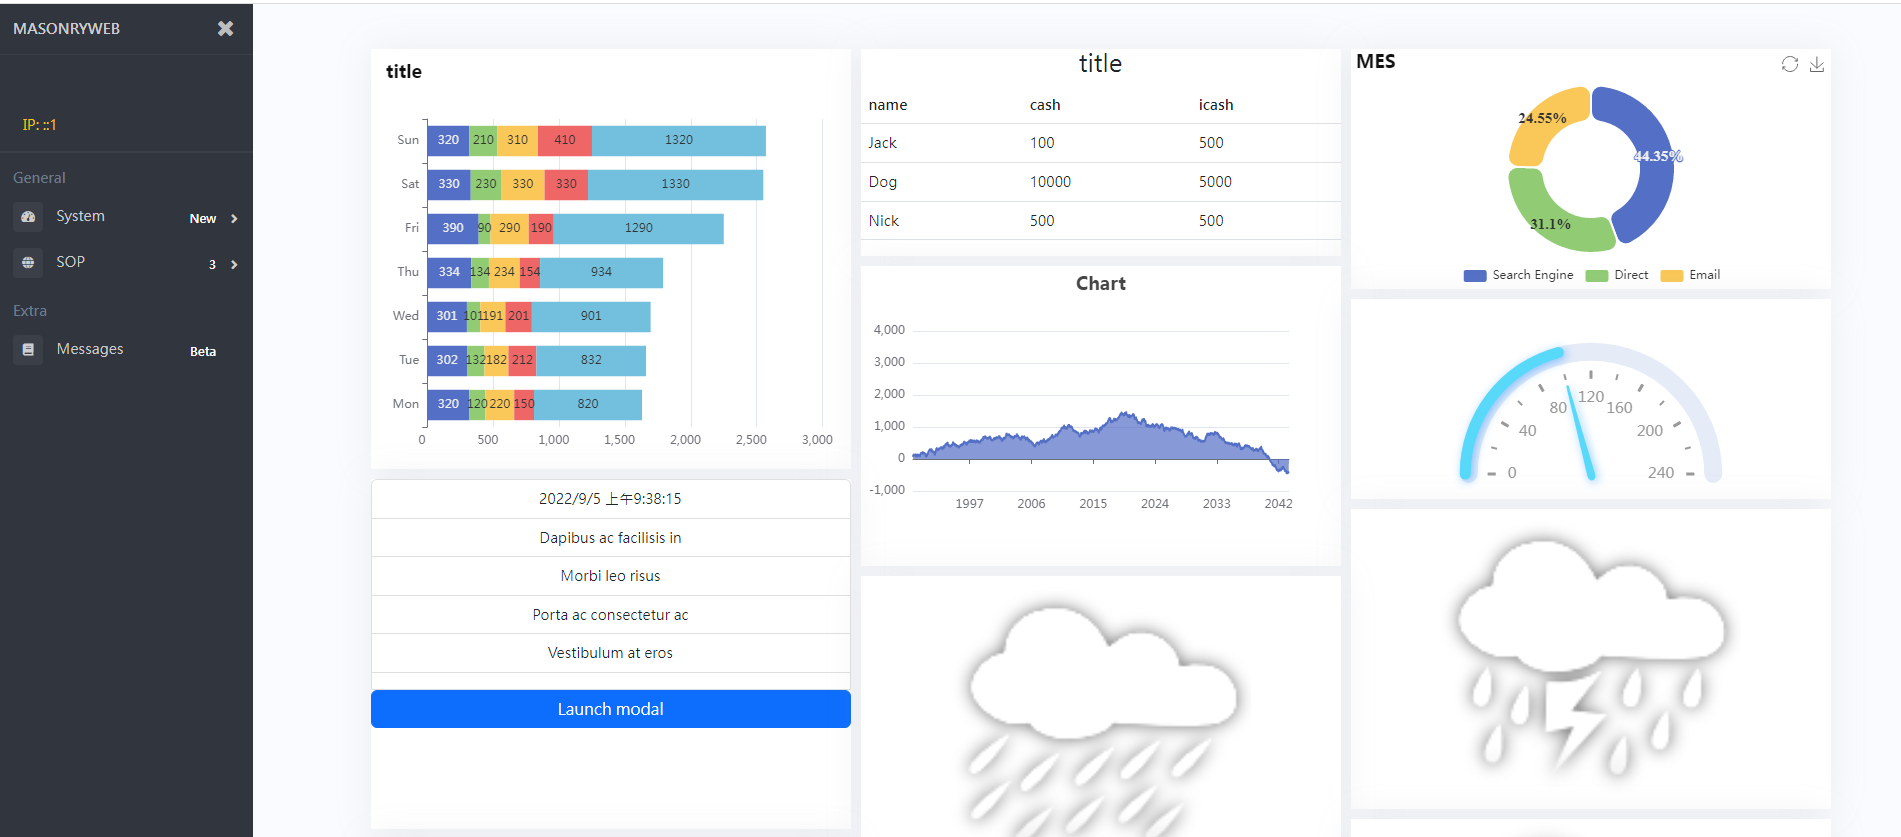 MASONRYWEB
IP: ::1
General
System New
SOP 3
Extra
Messages Beta
title
Sun 320 210 310 410 1320
Sat 330 230 330 330 1330
Fri 390 90 290 190 1290
Thu 334 134 234 154 934
Wed 301 101 191 201 901
Tue 302 132 182 212 832
Mon 320 120 220 150 820
0 500 1,000 1,500 2,000 2,500 3,000
2022/9/5 上午9:38:15
Dapibus ac facilisis in
Morbi leo risus
Porta ac consectetur ac
Vestibulum at eros
Launch modal
title
name cash icash
Jack 100 500
Dog 10000 5000
Nick 500 500
Chart
4,000
3,000
2,000
1,000
0
-1,000
1997 2006 2015 2024 2033 2042
MES
24.55%
44.35%
31.1%
Search Engine Direct Email
0 40 80 120 160 200 240